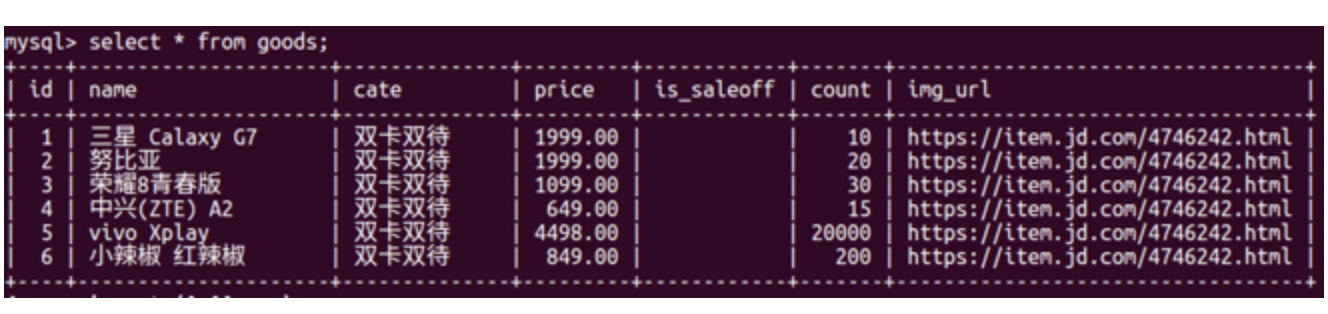 mysql> select * from goods;
| id | name | cate | price | is_saleoff | count | img_url |
| 1 | 三星 Calaxy G7 | 双卡双待 | 1999.00 | | 10 | https://item.jd.com/4746242.html |
| 2 | 努比亚 | 双卡双待 | 1999.00 | | 20 | https://item.jd.com/4746242.html |
| 3 | 荣耀8青春版 | 双卡双待 | 1099.00 | | 30 | https://item.jd.com/4746242.html |
| 4 | 中兴(ZTE) A2 | 双卡双待 | 649.00 | | 15 | https://item.jd.com/4746242.html |
| 5 | vivo Xplay | 双卡双待 | 4498.00 | | 20000 | https://item.jd.com/4746242.html |
| 6 | 小辣椒 红辣椒 | 双卡双待 | 849.00 | | 200 | https://item.jd.com/4746242.html |